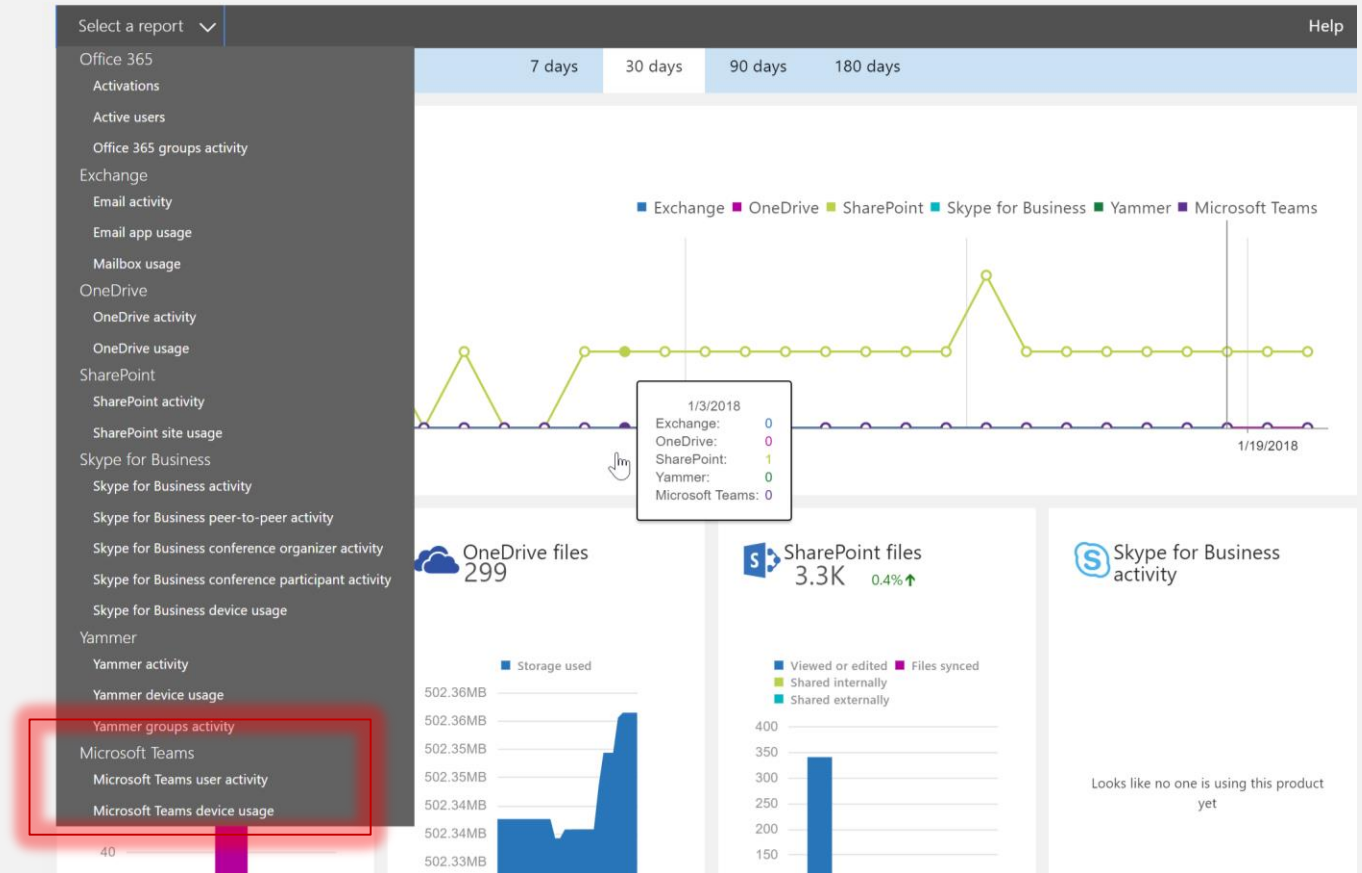 Select a report
Help
Office 365
Activations
Active users
Office 365 groups activity
Exchange
Email activity
Email app usage
Mailbox usage
OneDrive
OneDrive activity
OneDrive usage
SharePoint
SharePoint activity
SharePoint site usage
Skype for Business
Skype for Business activity
Skype for Business peer-to-peer activity
Skype for Business conference organizer activity
Skype for Business conference participant activity
Skype for Business device usage
Yammer
Yammer activity
Yammer device usage
Yammer groups activity
Microsoft Teams
Microsoft Teams user activity
Microsoft Teams device usage
40
7 days 30 days 90 days 180 days
Exchange OneDrive SharePoint Skype for Business Yammer Microsoft Teams
1/3/2018
Exchange: 0
OneDrive: 0
SharePoint: 1
Yammer: 0
Microsoft Teams: 0
1/19/2018
OneDrive files
299
Storage used
502.36MB
502.36MB
502.35MB
502.35MB
502.34MB
502.34MB
502.33MB
S
SharePoint files
3.3K 0.4%
Viewed or edited Files synced
Shared internally
Shared externally
400
350
300
250
200
150
S
Skype for Business
activity
Looks like no one is using this product
yet